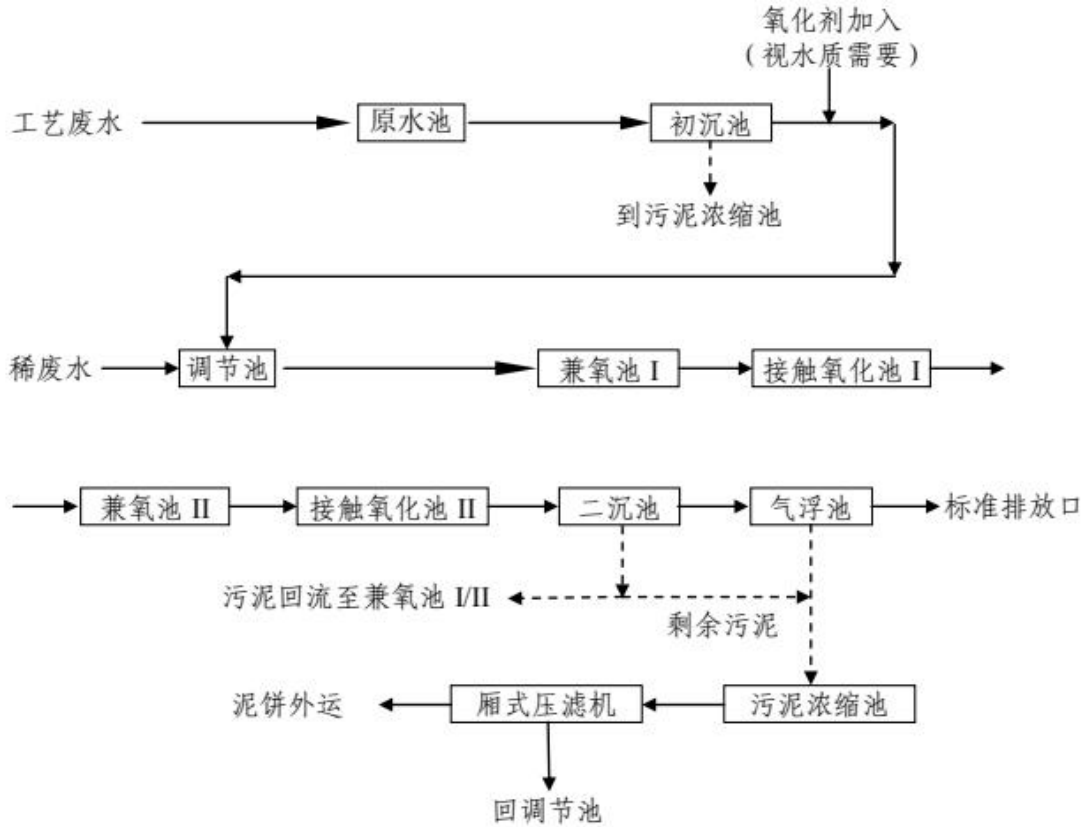 氧化剂加入
（视水质需要）
工艺废水
原水池
初沉池
到污泥浓缩池
稀废水
调节池
兼氧池 I
接触氧化池 I
兼氧池 II
接触氧化池 II
二沉池
气浮池
标准排放口
污泥回流至兼氧池 I/II
剩余污泥
泥饼外运
厢式压滤机
污泥浓缩池
回调节池